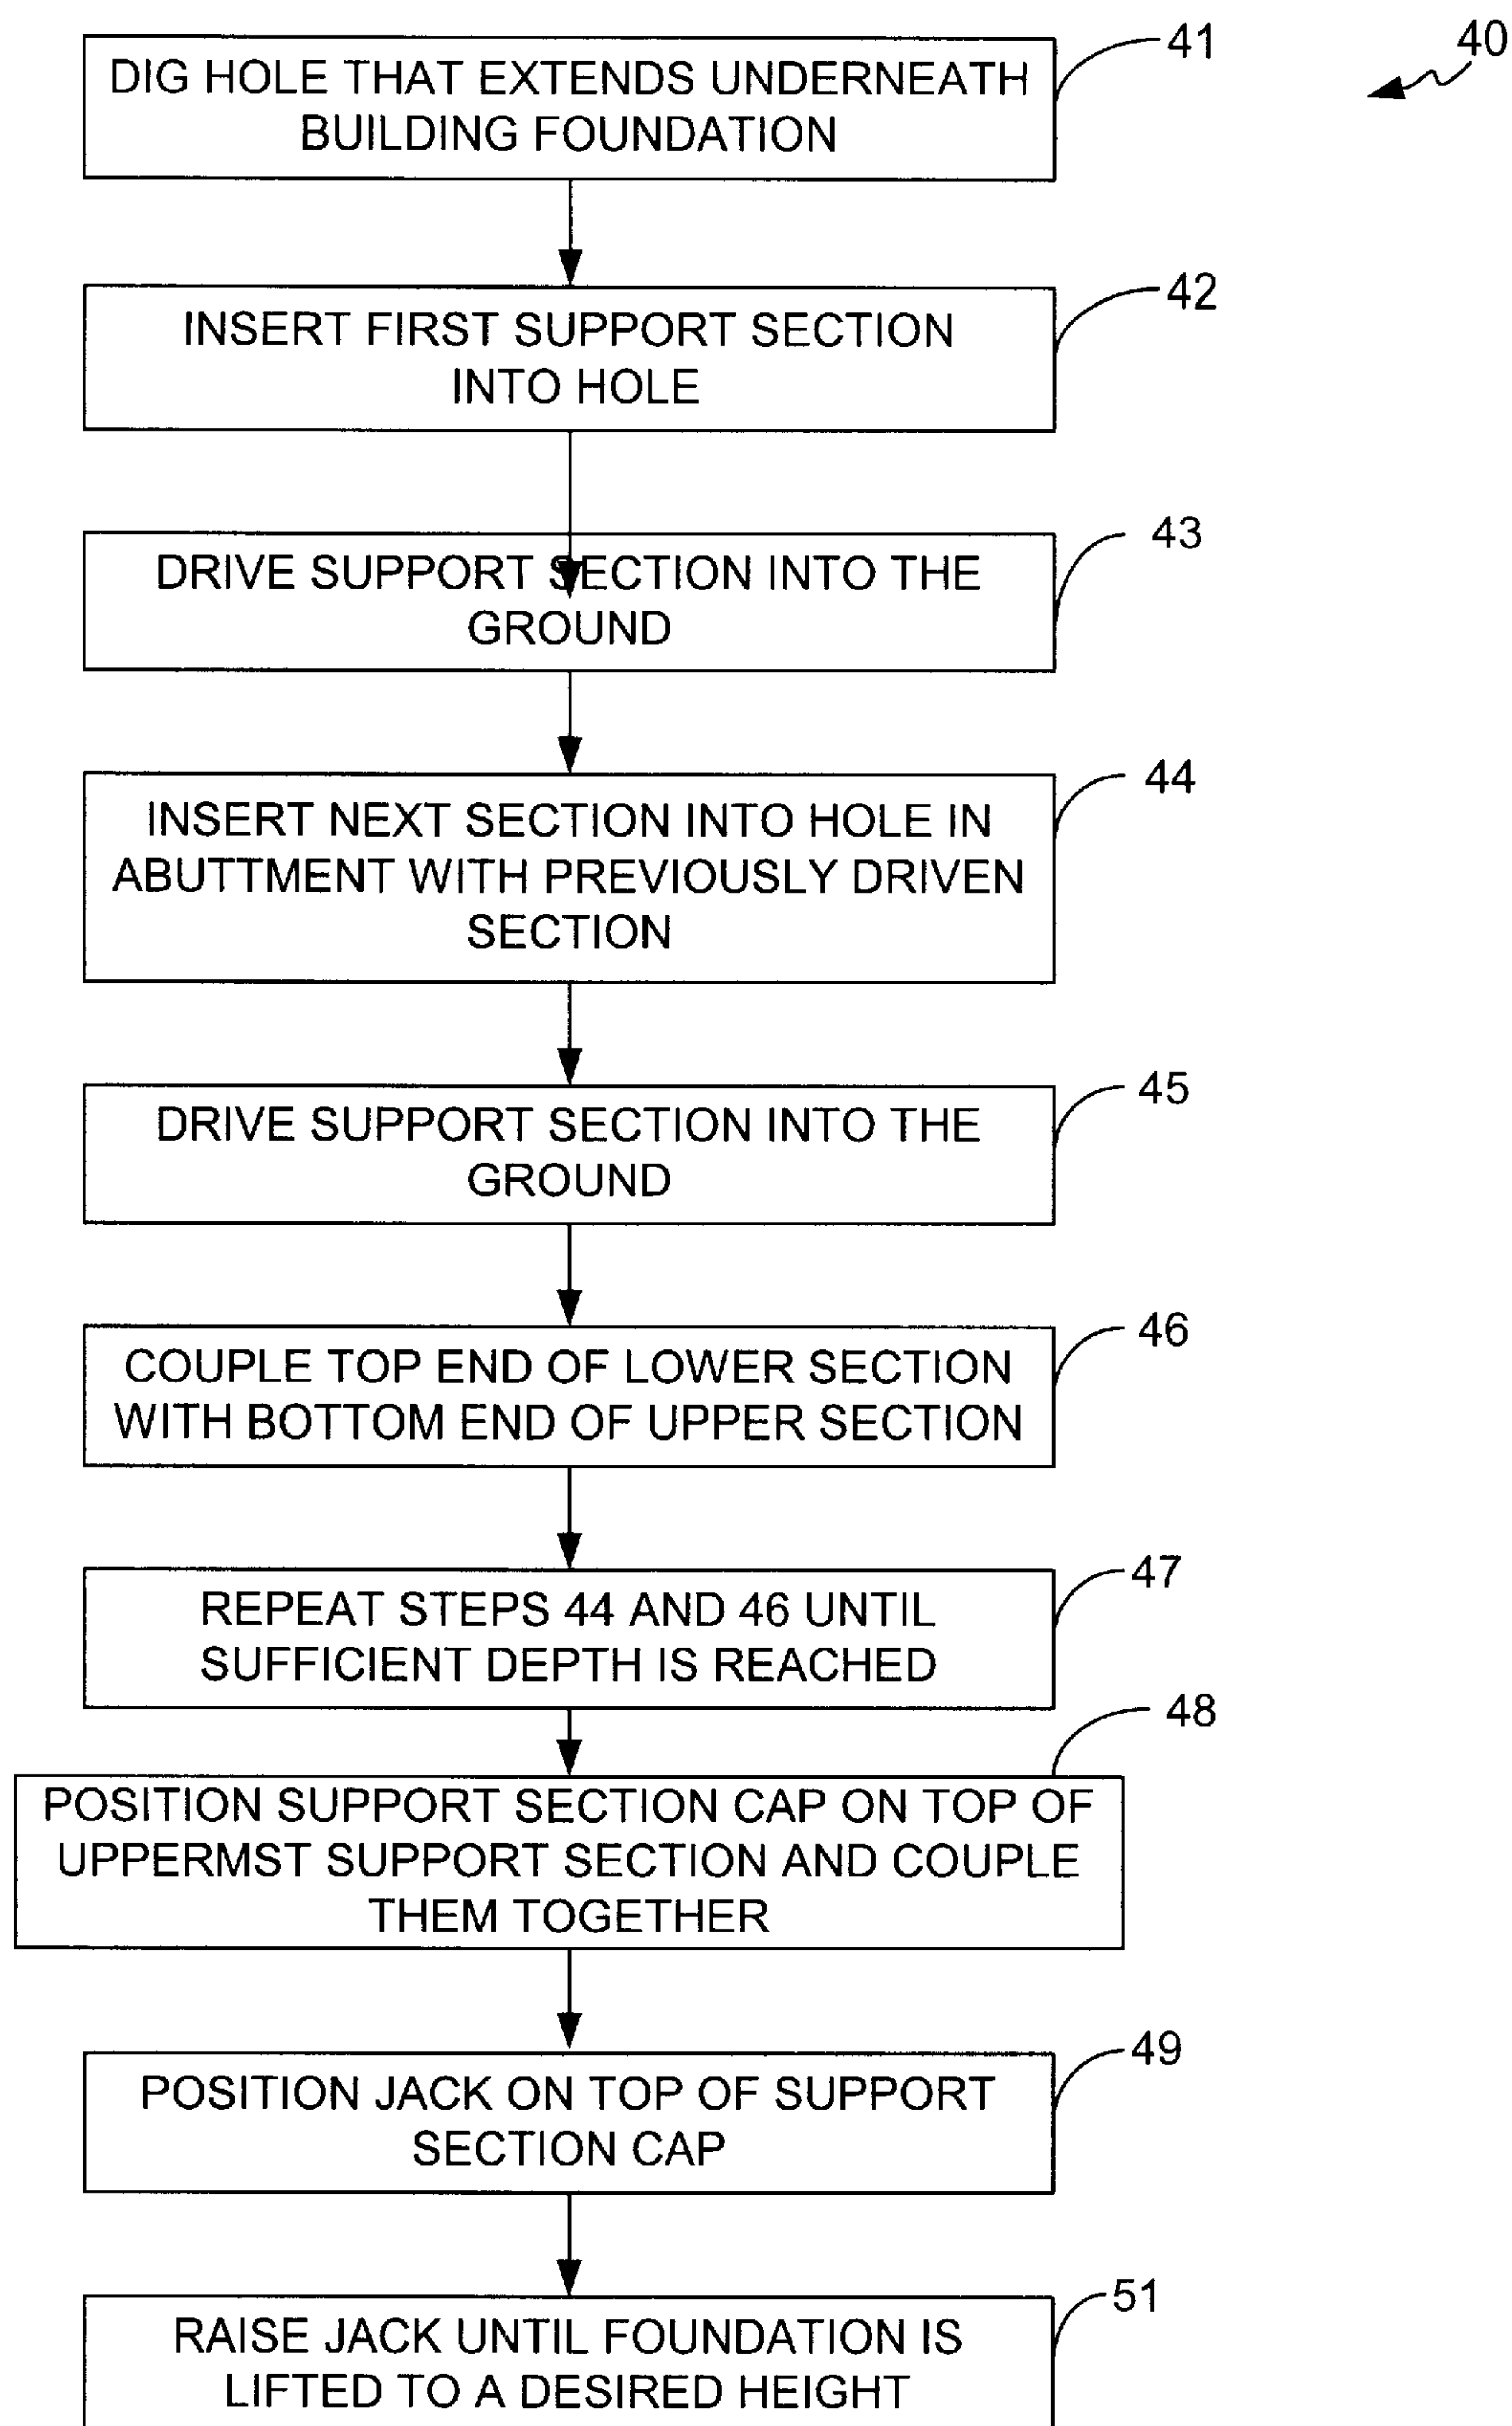 40
41
DIG HOLE THAT EXTENDS UNDERNEATH
BUILDING FOUNDATION
42
INSERT FIRST SUPPORT SECTION
INTO HOLE
43
DRIVE SUPPORT SECTION INTO THE
GROUND
44
INSERT NEXT SECTION INTO HOLE IN
ABUTTMENT WITH PREVIOUSLY DRIVEN
SECTION
45
DRIVE SUPPORT SECTION INTO THE
GROUND
46
COUPLE TOP END OF LOWER SECTION
WITH BOTTOM END OF UPPER SECTION
47
REPEAT STEPS 44 AND 46 UNTIL
SUFFICIENT DEPTH IS REACHED
48
POSITION SUPPORT SECTION CAP ON TOP OF
UPPERMST SUPPORT SECTION AND COUPLE
THEM TOGETHER
49
POSITION JACK ON TOP OF SUPPORT
SECTION CAP
51
RAISE JACK UNTIL FOUNDATION IS
LIFTED TO A DESIRED HEIGHT